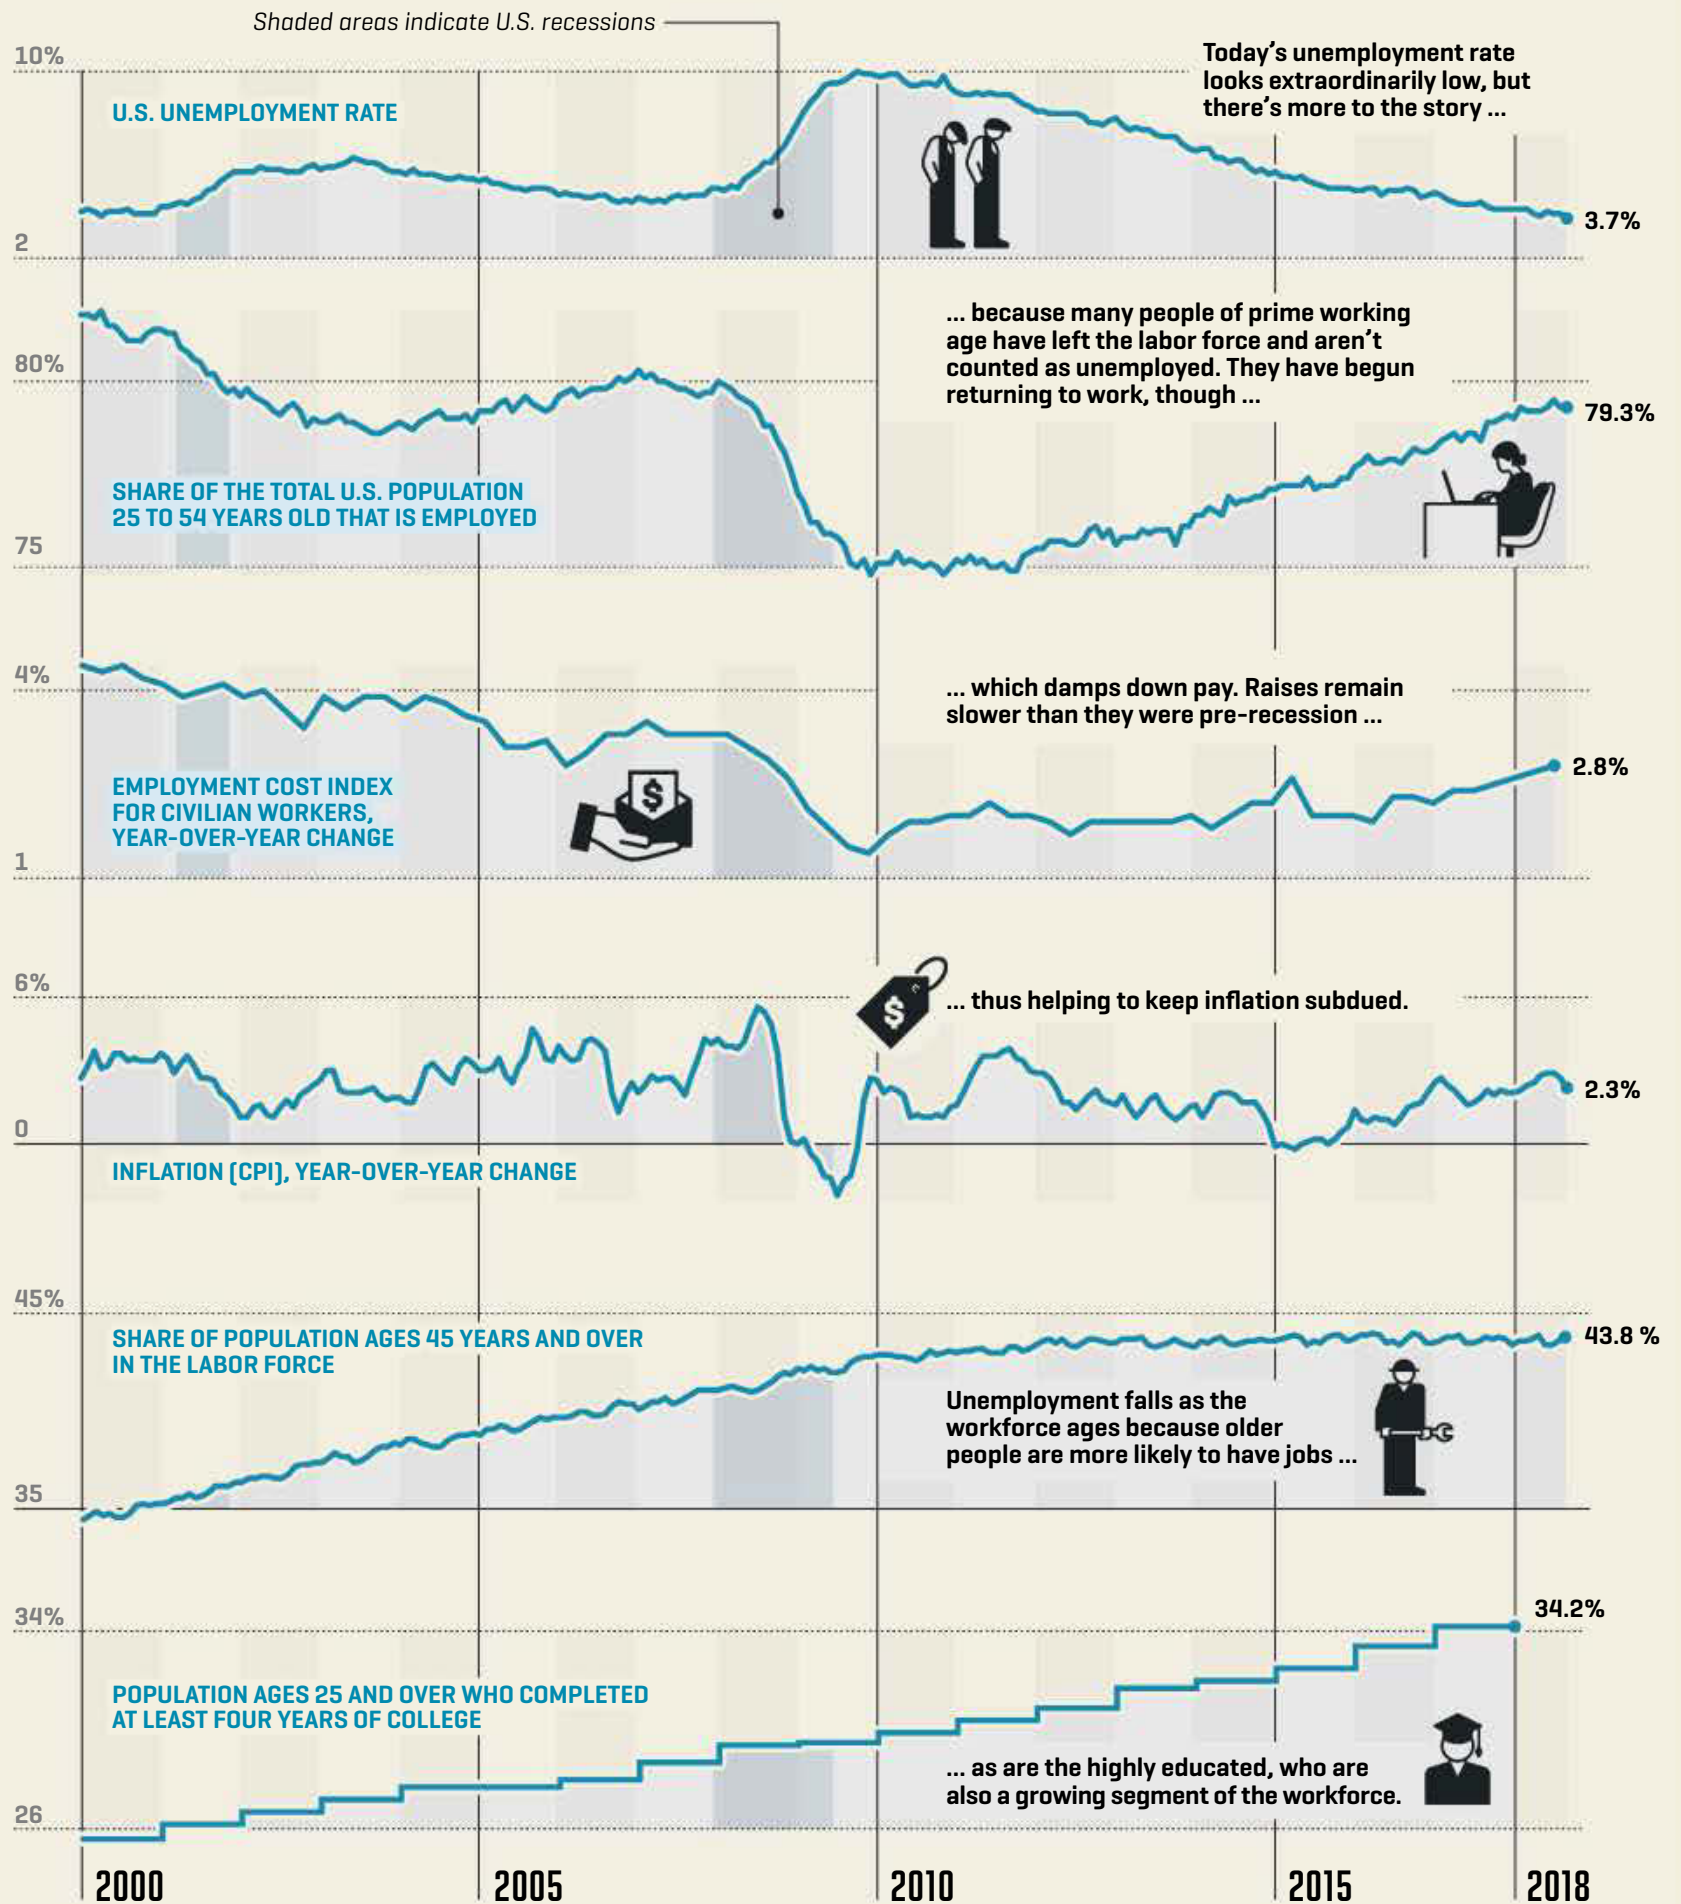 Shaded areas indicate U.S. recessions
10%
U.S. UNEMPLOYMENT RATE
Today's unemployment rate
looks extraordinarily low, but
there's more to the story ...
3.7%
2
... because many people of prime working
age have left the labor force and aren't
counted as unemployed. They have begun
returning to work, though ...
80%
79.3%
SHARE OF THE TOTAL U.S. POPULATION
25 TO 54 YEARS OLD THAT IS EMPLOYED
75
4%
... which damps down pay. Raises remain
slower than they were pre-recession ...
2.8%
EMPLOYMENT COST INDEX
FOR CIVILIAN WORKERS,
YEAR-OVER-YEAR CHANGE
$
1
6%
$
... thus helping to keep inflation subdued.
2.3%
0
INFLATION (CPI), YEAR-OVER-YEAR CHANGE
45%
SHARE OF POPULATION AGES 45 YEARS AND OVER
IN THE LABOR FORCE
43.8 %
Unemployment falls as the
workforce ages because older
people are more likely to have jobs ...
35
34%
34.2%
POPULATION AGES 25 AND OVER WHO COMPLETED
AT LEAST FOUR YEARS OF COLLEGE
... as are the highly educated, who are
also a growing segment of the workforce.
26
2000
2005
2010
2015
2018